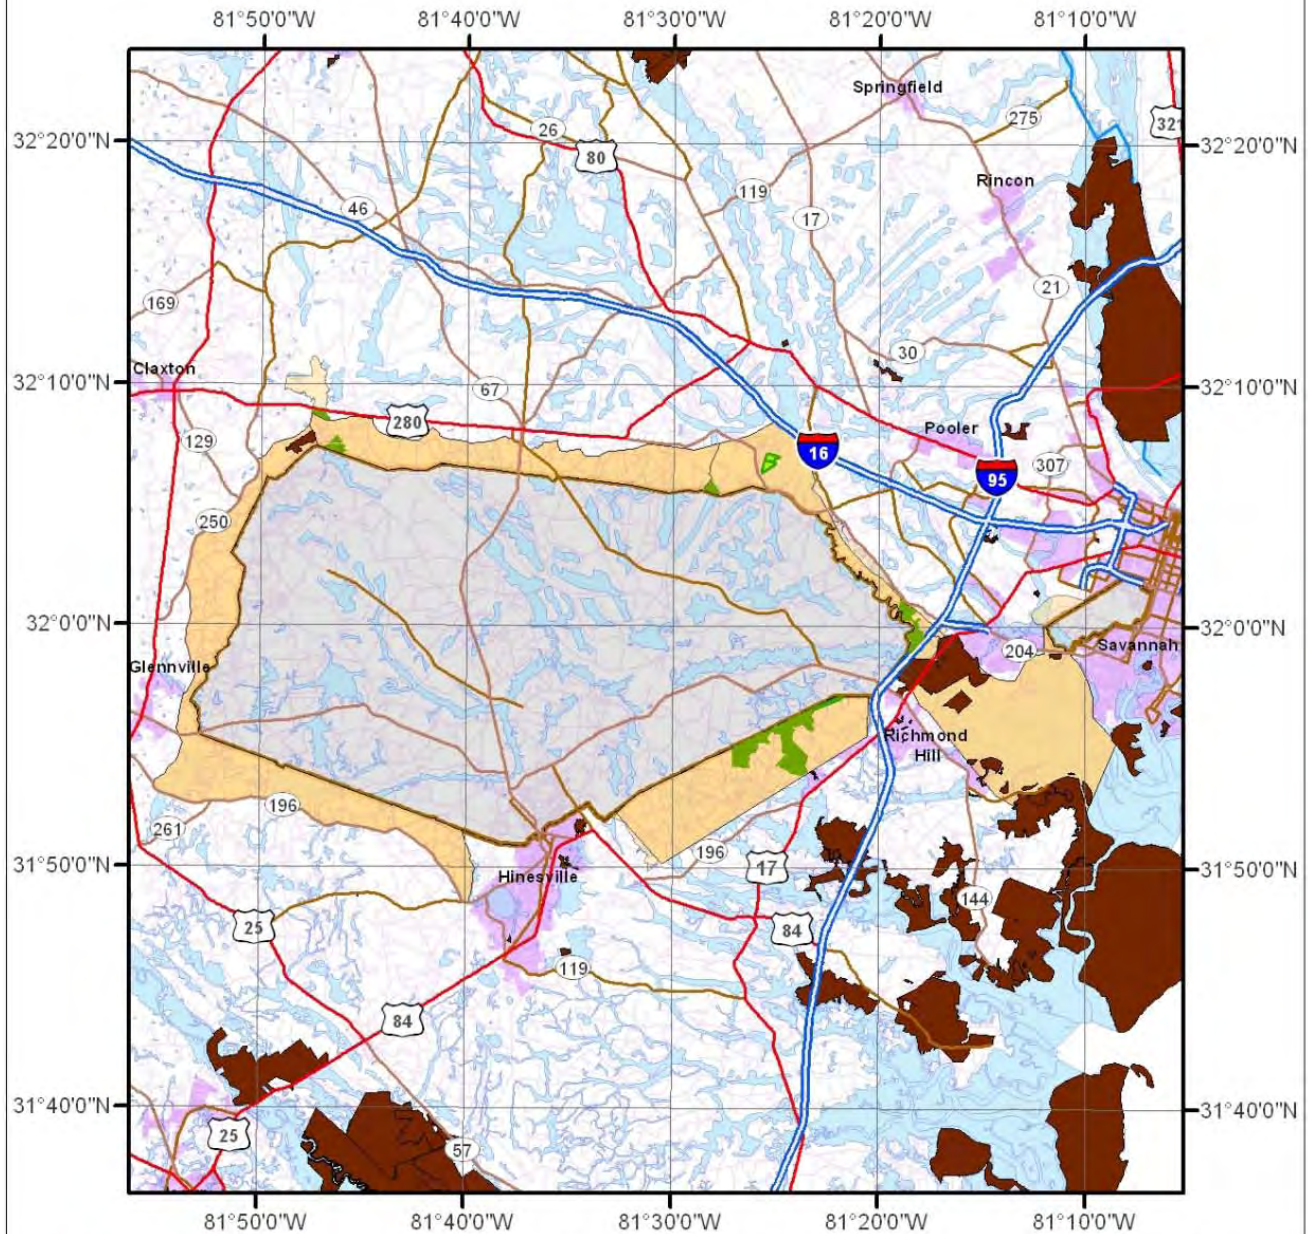 81°50'0"W 81°40'0"W 81°30'0"W 81°20'0"W 81°10'0"W
Springfield
275
321
26
32°20'0"N 32°20'0"N
80
Rincon
119
46
17
21
169
30
Claxton
32°10'0"N 32°10'0"N
67
280
Pooler
129
16
307
95
250
32°0'0"N 32°0'0"N
204
Savannah
Glennville
Richmond
Hill
196
261
196
31°50'0"N 31°50'0"N
17
Hinesville
144
25
84
119
84
31°40'0"N 31°40'0"N
25
57
81°50'0"W 81°40'0"W 81°30'0"W 81°20'0"W 81°10'0"W